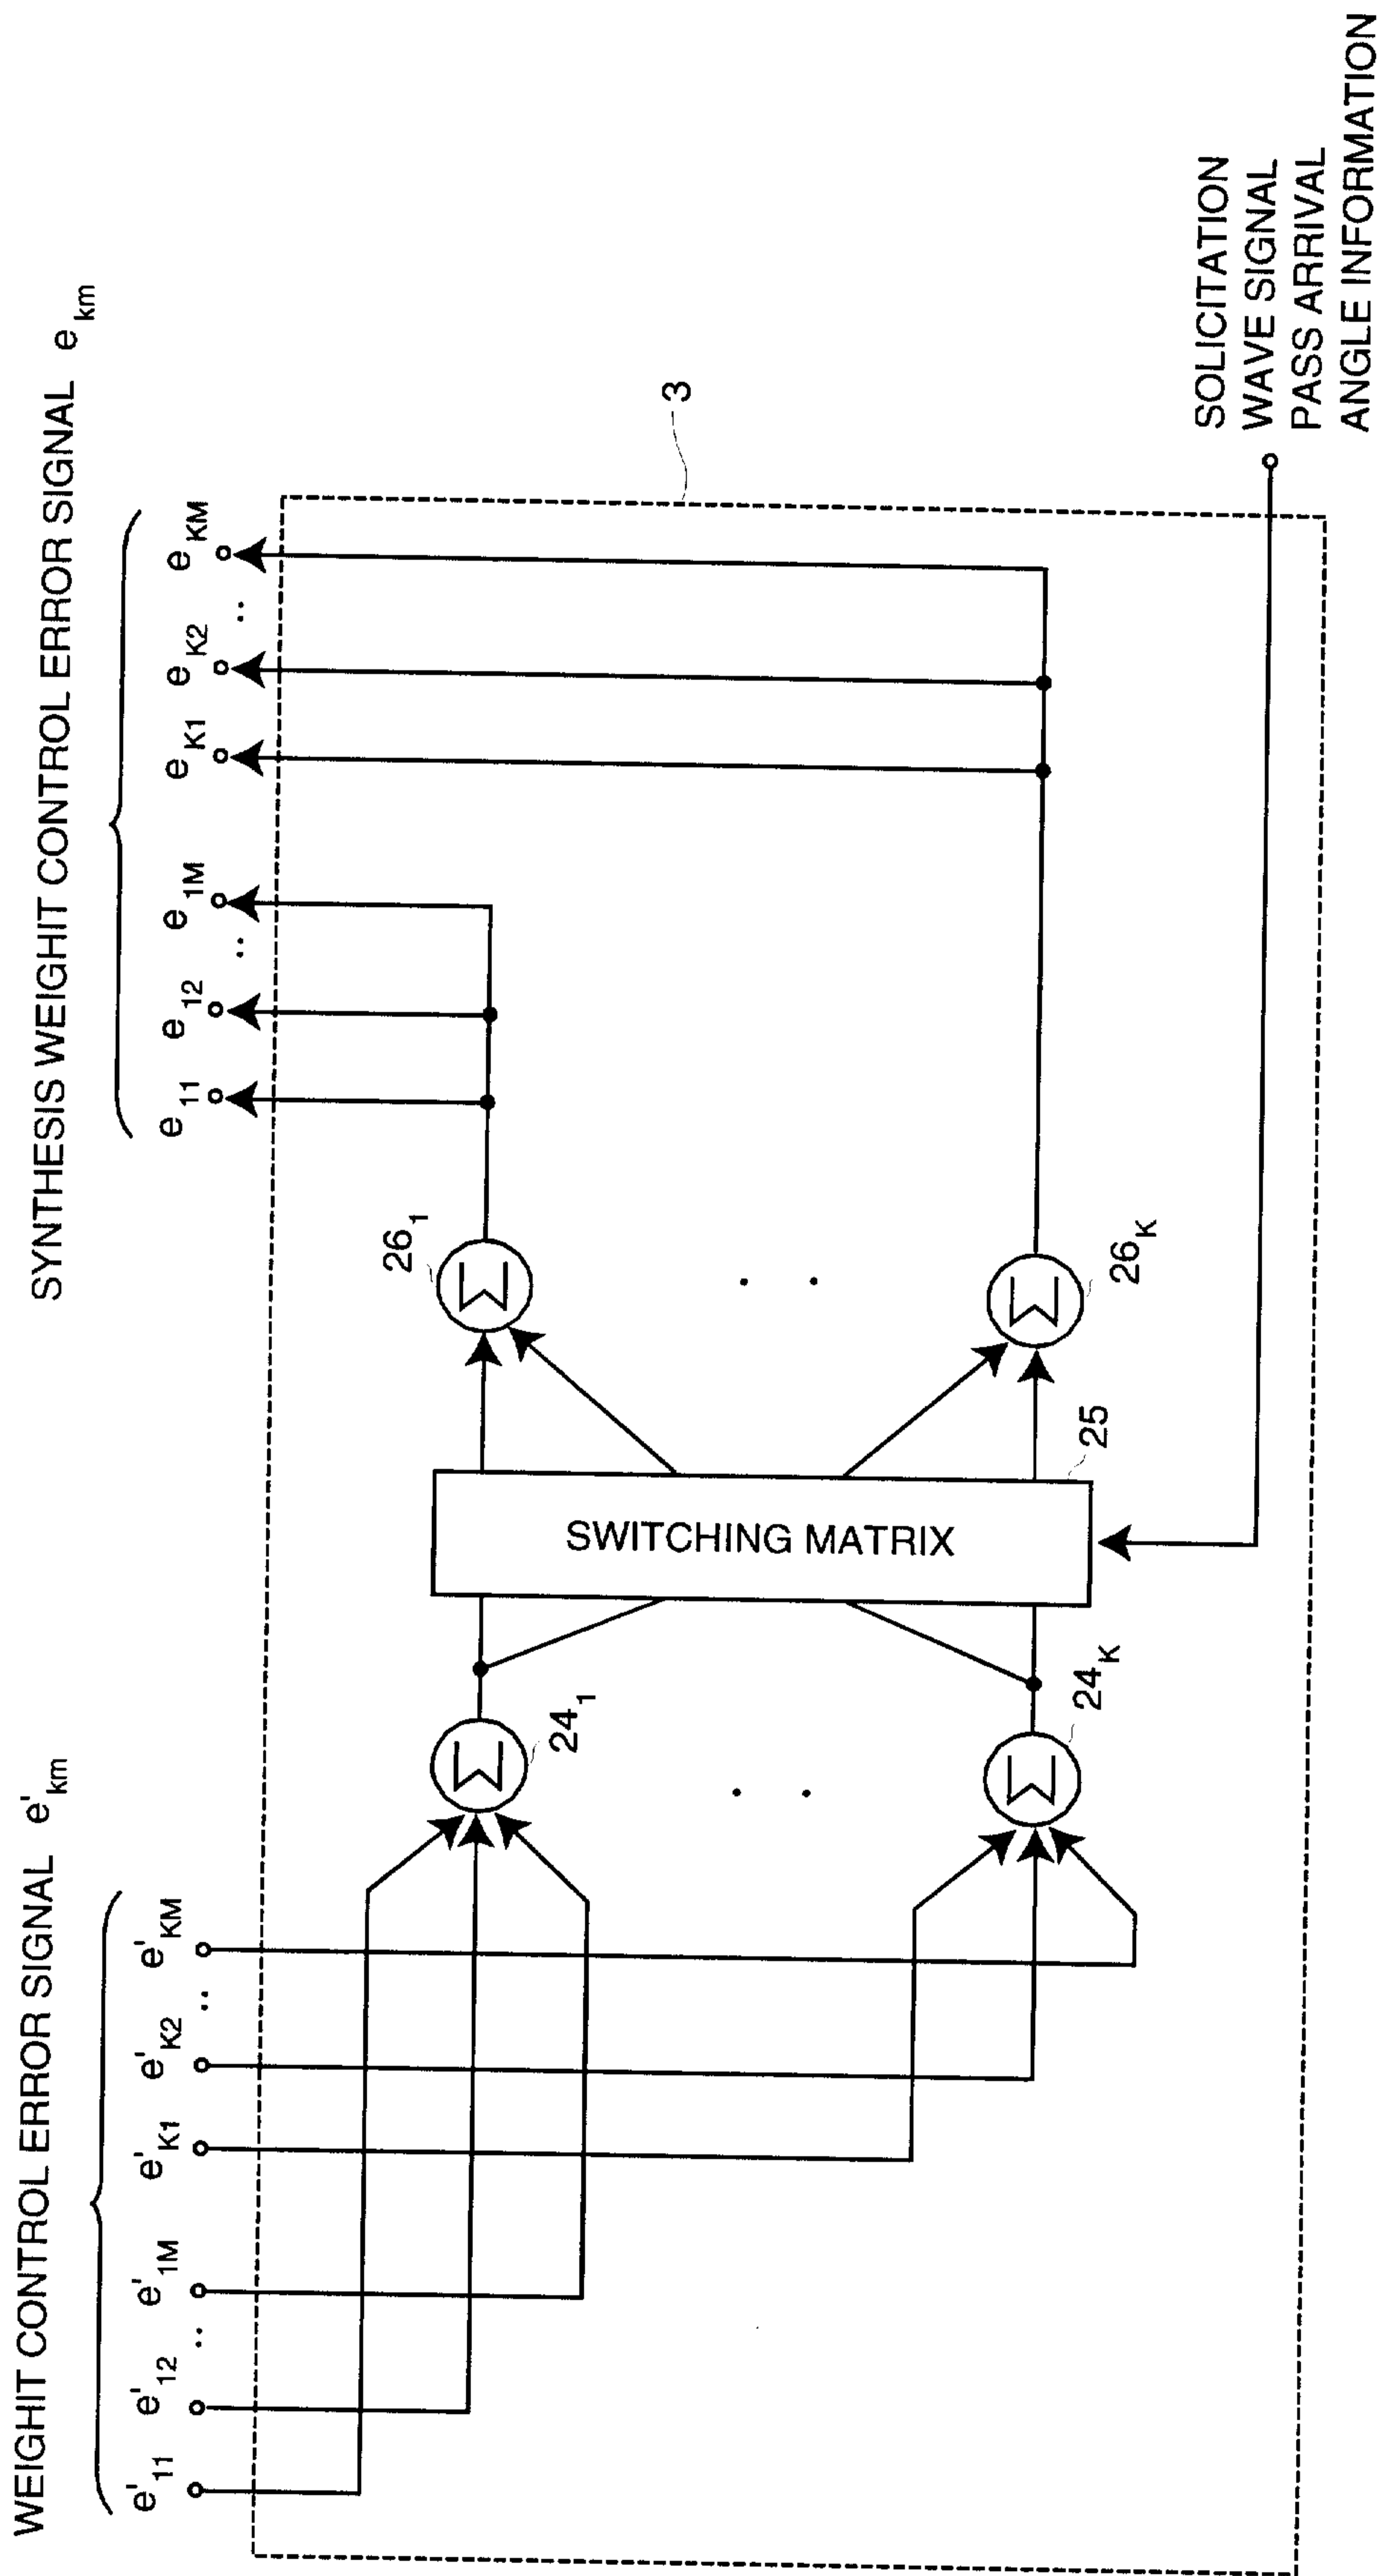 WEIGHIT CONTROL ERROR SIGNAL e'km
e'11 e'12 .. e'1M e'K1 e'K2 .. e'KM
SYNTHESIS WEIGHT CONTROL ERROR SIGNAL ekm
e11 e12 .. e1M eK1 eK2 .. eKM
3
Σ
24₁
Σ
24K
SWITCHING MATRIX
25
Σ
26₁
Σ
26K
SOLICITATION
WAVE SIGNAL
PASS ARRIVAL
ANGLE INFORMATION